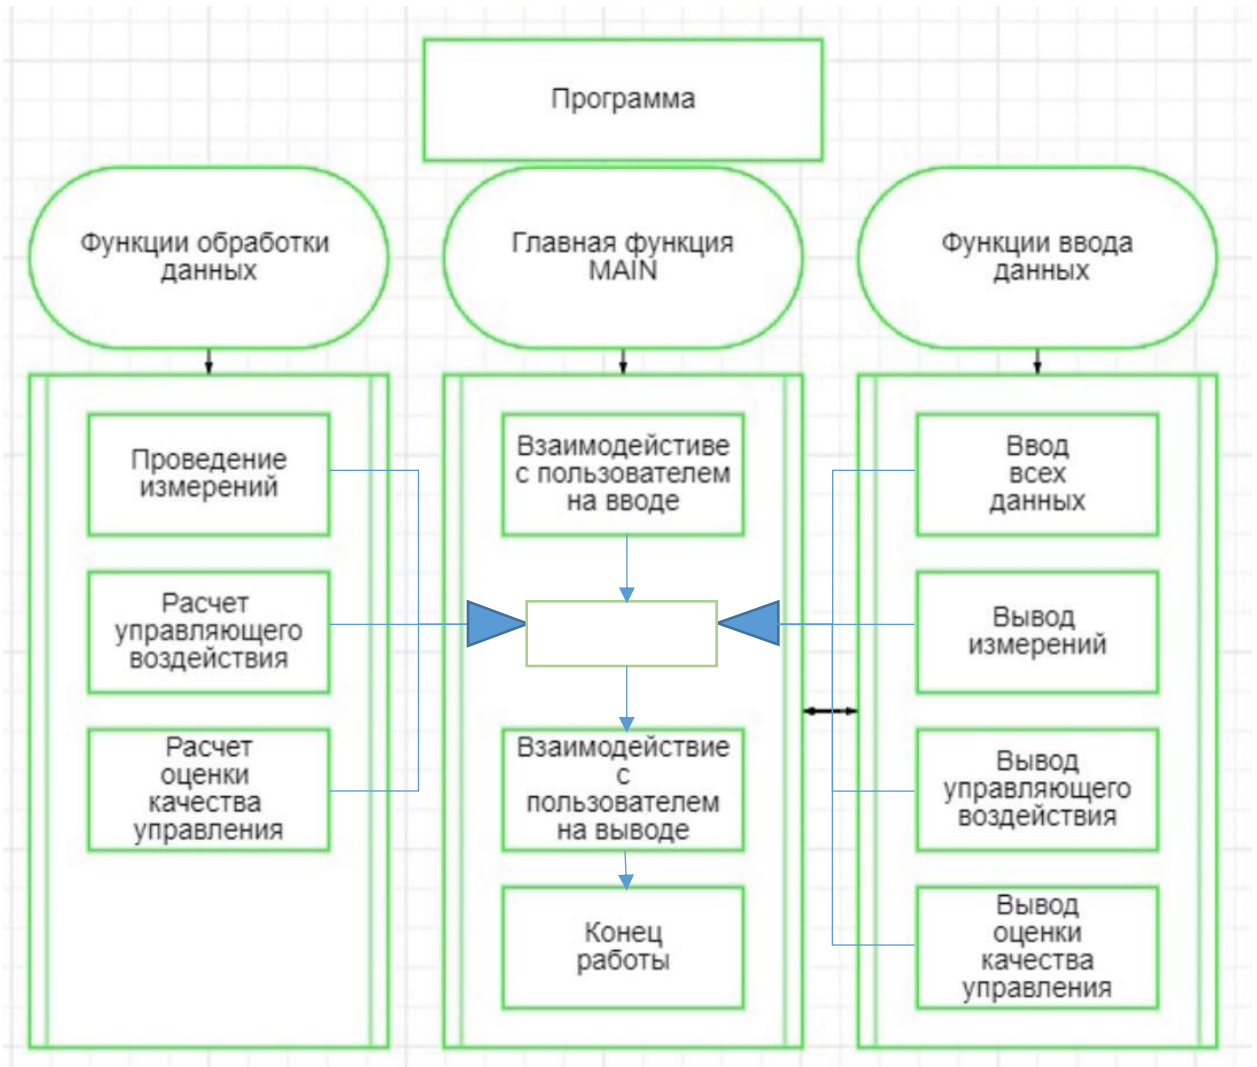 Программа
Функции обработки
данных
Проведение
измерений
Расчет
управляющего
воздействия
Расчет
оценки
качества
управления
Главная функция
MAIN
Взаимодейстиве
с пользователем
на вводе
Взаимодействие
с
пользователем
на выводе
Конец
работы
Функции ввода
данных
Ввод
всех
данных
Вывод
измерений
Вывод
управляющего
воздействия
Вывод
оценки
качества
управления